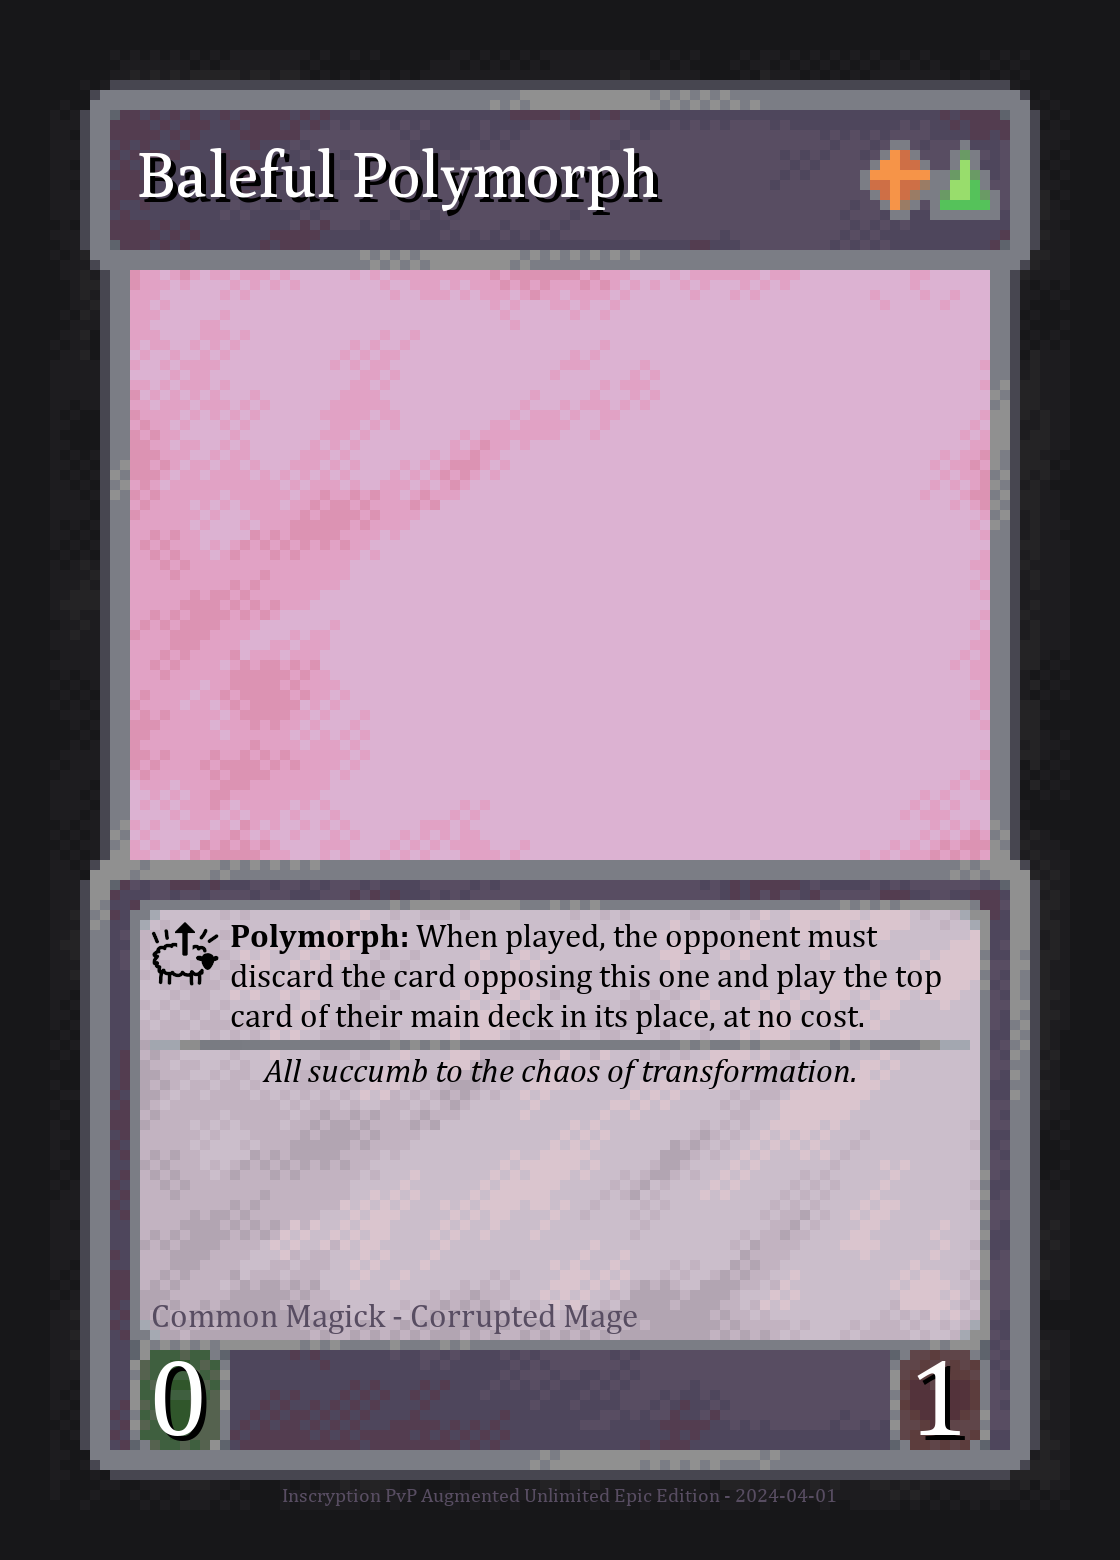 Baleful Polymorph
Polymorph: When played, the opponent must
discard the card opposing this one and play the top
card of their main deck in its place, at no cost.
All succumb to the chaos of transformation.
Common Magick - Corrupted Mage
0
1
Inscryption PvP Augmented Unlimited Epic Edition - 2024-04-01